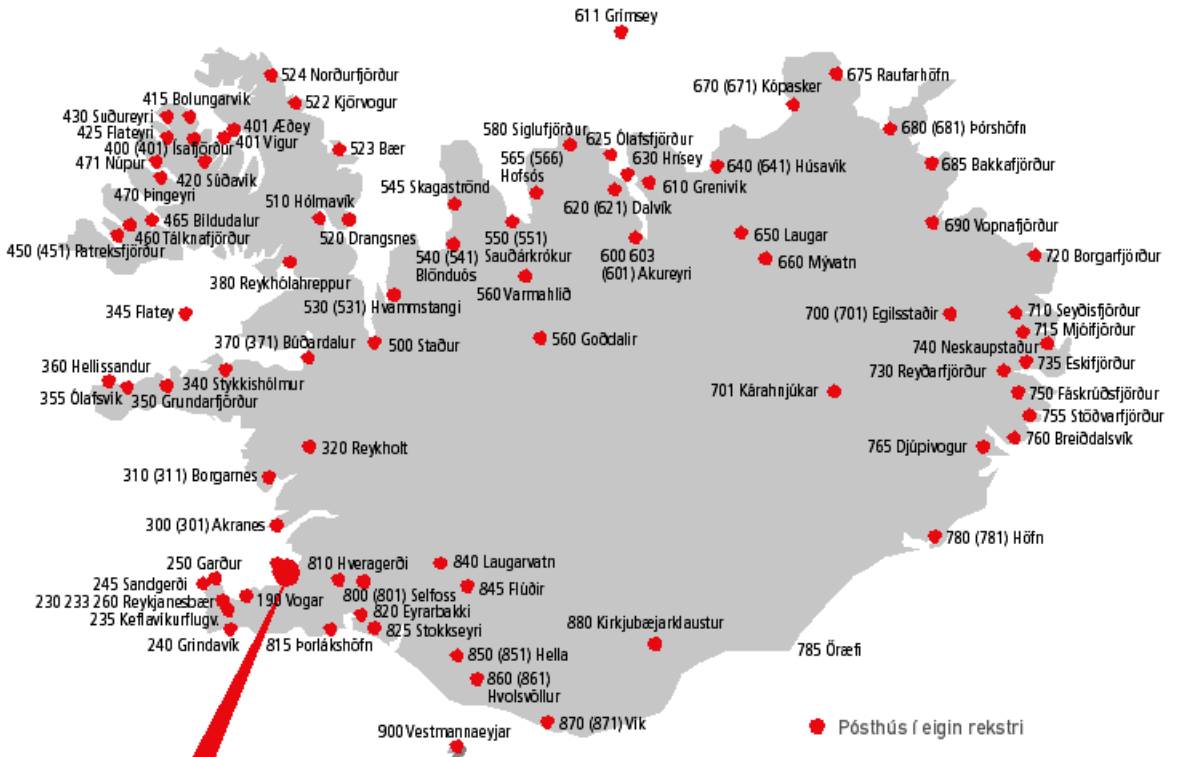 611 Grímsey
524 Norðurfjörður
675 Raufarhöfn
670 (671) Kópasker
415 Bolungarvik
522 Kjörvogur
430 Suðureyri
425 Flateyri
401 Æðey
401 Vigur
400 (401) Isafjörður
471 Núpur
420 Súðavik
470 Þingeyri
523 Bær
580 Siglufjörður
625 Ólafsfjörður
680 (681) Þórshöfn
565 (566)
Hofsós
630 Hrísey
640 (641) Húsavik
685 Bakkafjörður
610 Grenivik
545 Skagaströnd
620 (621) Dalvík
510 Hólmavík
465 Bildudalur
460 Tálknafjörður
450 (451) Patreksfjörður
520 Drangsnes
550 (551)
Sauðárkrókur
540 (541)
Blönduós
600 603
(601) Akureyri
650 Laugar
660 Mývatn
690 Vopnafjörður
720 Borgarfjörður
380 Reykhólahreppur
560 Varmahlíð
530 (531) Hvammstangi
345 Flatey
700 (701) Egilsstaðir
710 Seyðisfjörður
715 Mjóifjörður
370 (371) Búðardalur
500 Staður
560 Goðdalir
740 Neskaupstaður
735 Eskifjörður
360 Hellissandur
730 Reyðarfjörður
340 Stykkishólmur
355 Ólafsvik
350 Grundarfjörður
701 Kárahnjúkar
750 Fáskrúðsfjörður
755 Stöðvarfjörður
760 Breiðdalsvík
320 Reykholt
765 Djúpivogur
310 (311) Borgarnes
300 (301) Akranes
780 (781) Höfn
250 Garður
810 Hveragerði
840 Laugarvatn
245 Sandgerði
800 (801) Selfoss
845 Flúðir
230 233 260 Reykjanesbær
190 Vogar
820 Eyrarbakki
235 Keflavikurflugv.
825 Stokkseyri
880 Kirkjubæjarklaustur
240 Grindavík
815 Þorlákshöfn
785 Öræfi
850 (851) Hella
860 (861)
Hvolsvöllur
870 (871) Vik
900 Vestmannaeyjar
Pósthús í eigin rekstri